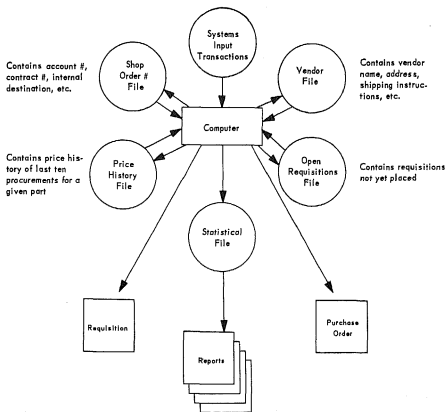 Systems
Input
Transactions
Contains account #,
contract #, internal
destination, etc.
Shop
Order #
File
Vendor
File
Contains vendor
name, address,
shipping instruc-
tions, etc.
Computer
Contains price his-
tory of last ten
procurements for a
given part
Price
History
File
Open
Requisitions
File
Contains requisitions
not yet placed
Statistical
File
Requisition
Reports
Purchase
Order